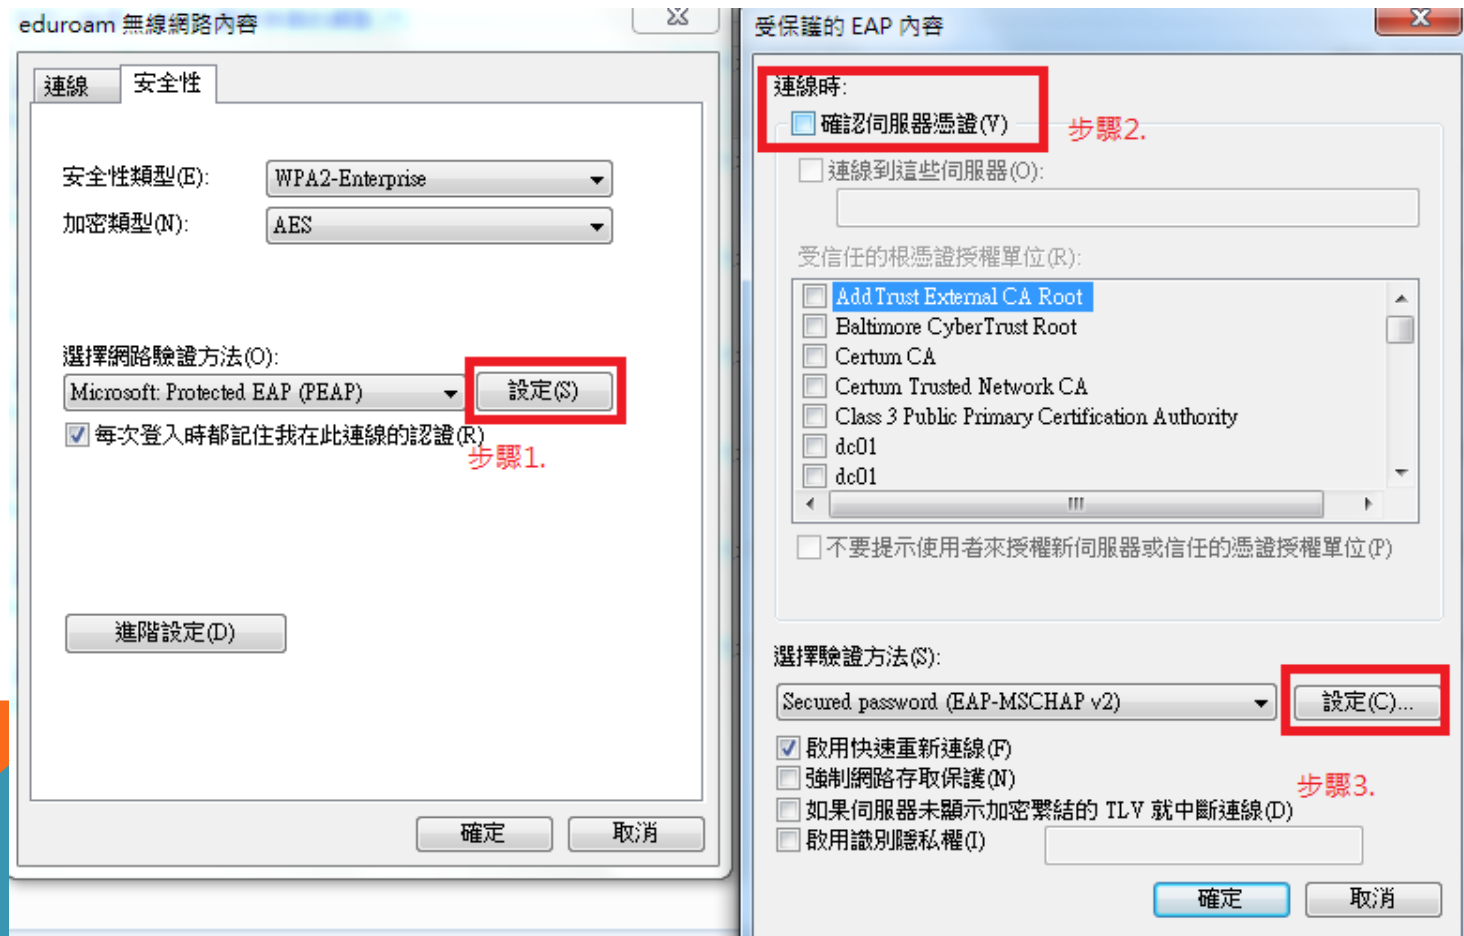 eduroam 無線網路內容
連線
安全性
安全性類型(E):
WPA2-Enterprise
加密類型(N):
AES
選擇網路驗證方法(O):
Microsoft: Protected EAP (PEAP)
設定(S)
每次登入時都記住我在此連線的認證(R)
步驟1.
進階設定(D)
確定
取消
受保護的 EAP 內容
連線時:
確認伺服器憑證(V)
步驟2.
連線到這些伺服器(O):
受信任的根憑證授權單位(R):
AddTrust External CA Root
Baltimore CyberTrust Root
Certum CA
Certum Trusted Network CA
Class 3 Public Primary Certification Authority
dc01
dc01
不要提示使用者來授權新伺服器或信任的憑證授權單位(P)
選擇驗證方法(S):
Secured password (EAP-MSCHAP v2)
設定(C)...
啟用快速重新連線(F)
強制網路存取保護(N)
步驟3.
如果伺服器未顯示加密繫結的 TLV 就中斷連線(D)
啟用識別隱私權(I)
確定
取消